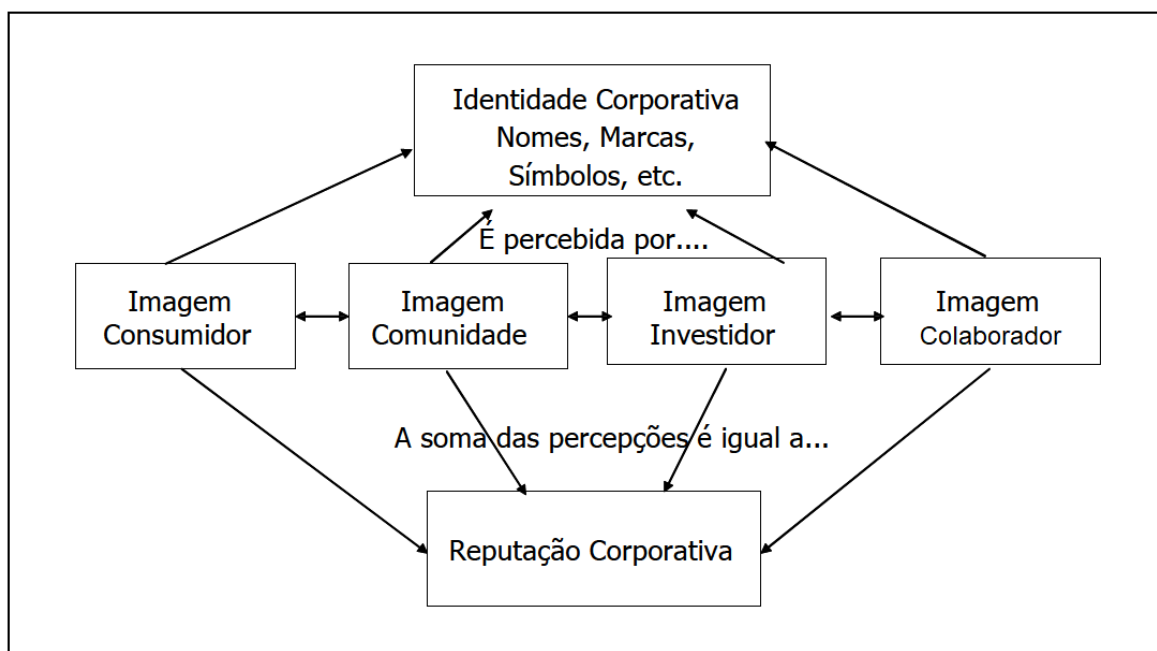 Identidade Corporativa
Nomes, Marcas,
Símbolos, etc.
É percebida por....
Imagem
Consumidor
Imagem
Comunidade
Imagem
Investidor
Imagem
Colaborador
A soma das percepções é igual a...
Reputação Corporativa